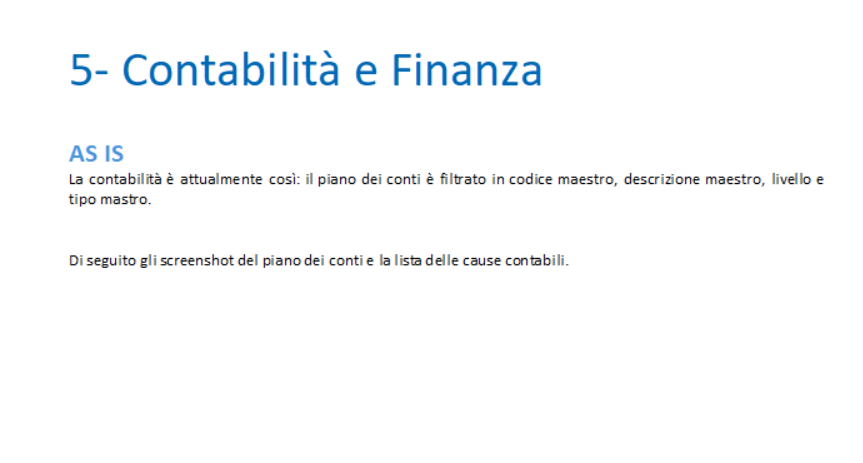 5- Contabilità e Finanza
AS IS
La contabilità è attualmente così: il piano dei conti è filtrato in codice maestro, descrizione maestro, livello e
tipo mastro.
Di seguito gli screenshot del piano dei conti e la lista delle cause contabili.